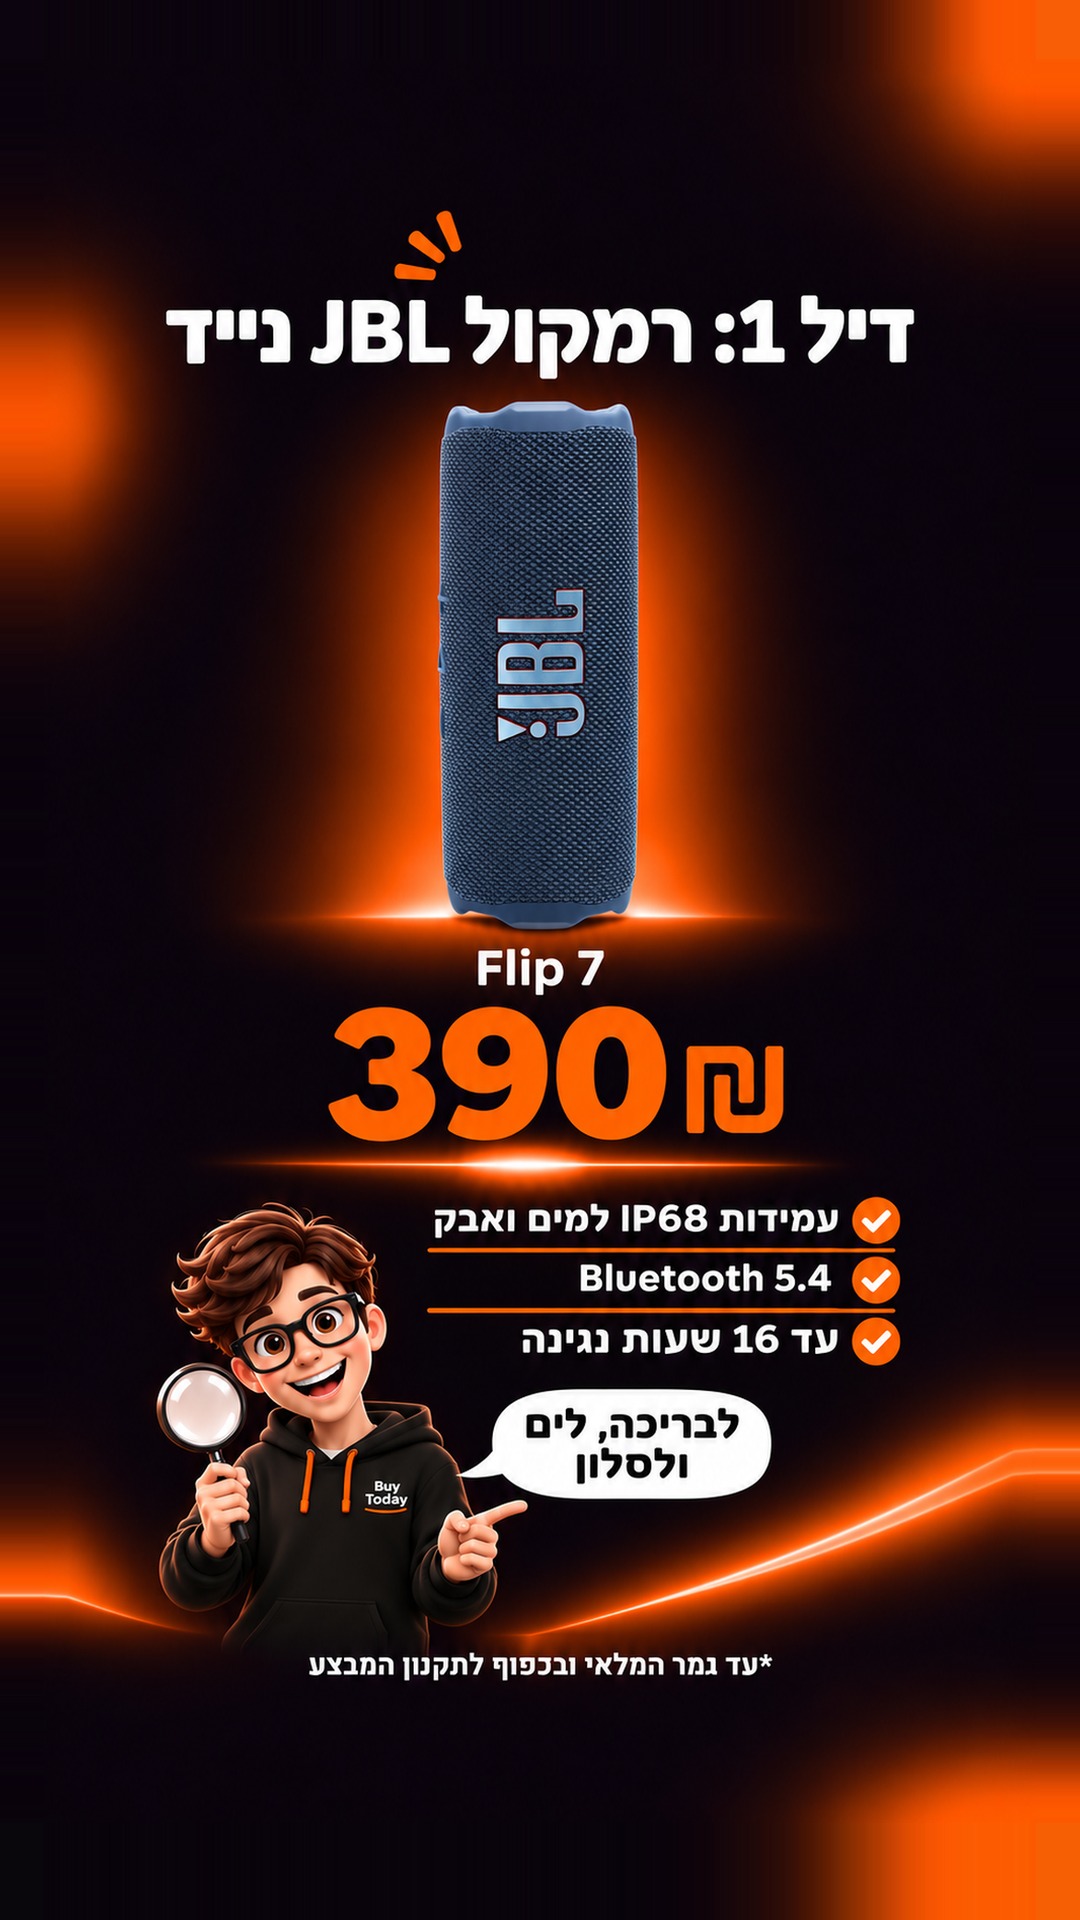 דיל 1: רמקול JBL נייד
JBL
Flip 7
390 ₪
עמידות IP68 למים ואבק
Bluetooth 5.4
עד 16 שעות נגינה
לבריכה, לים
ולסלון
Buy
Today
*עד גמר המלאי ובכפוף לתקנון המבצע